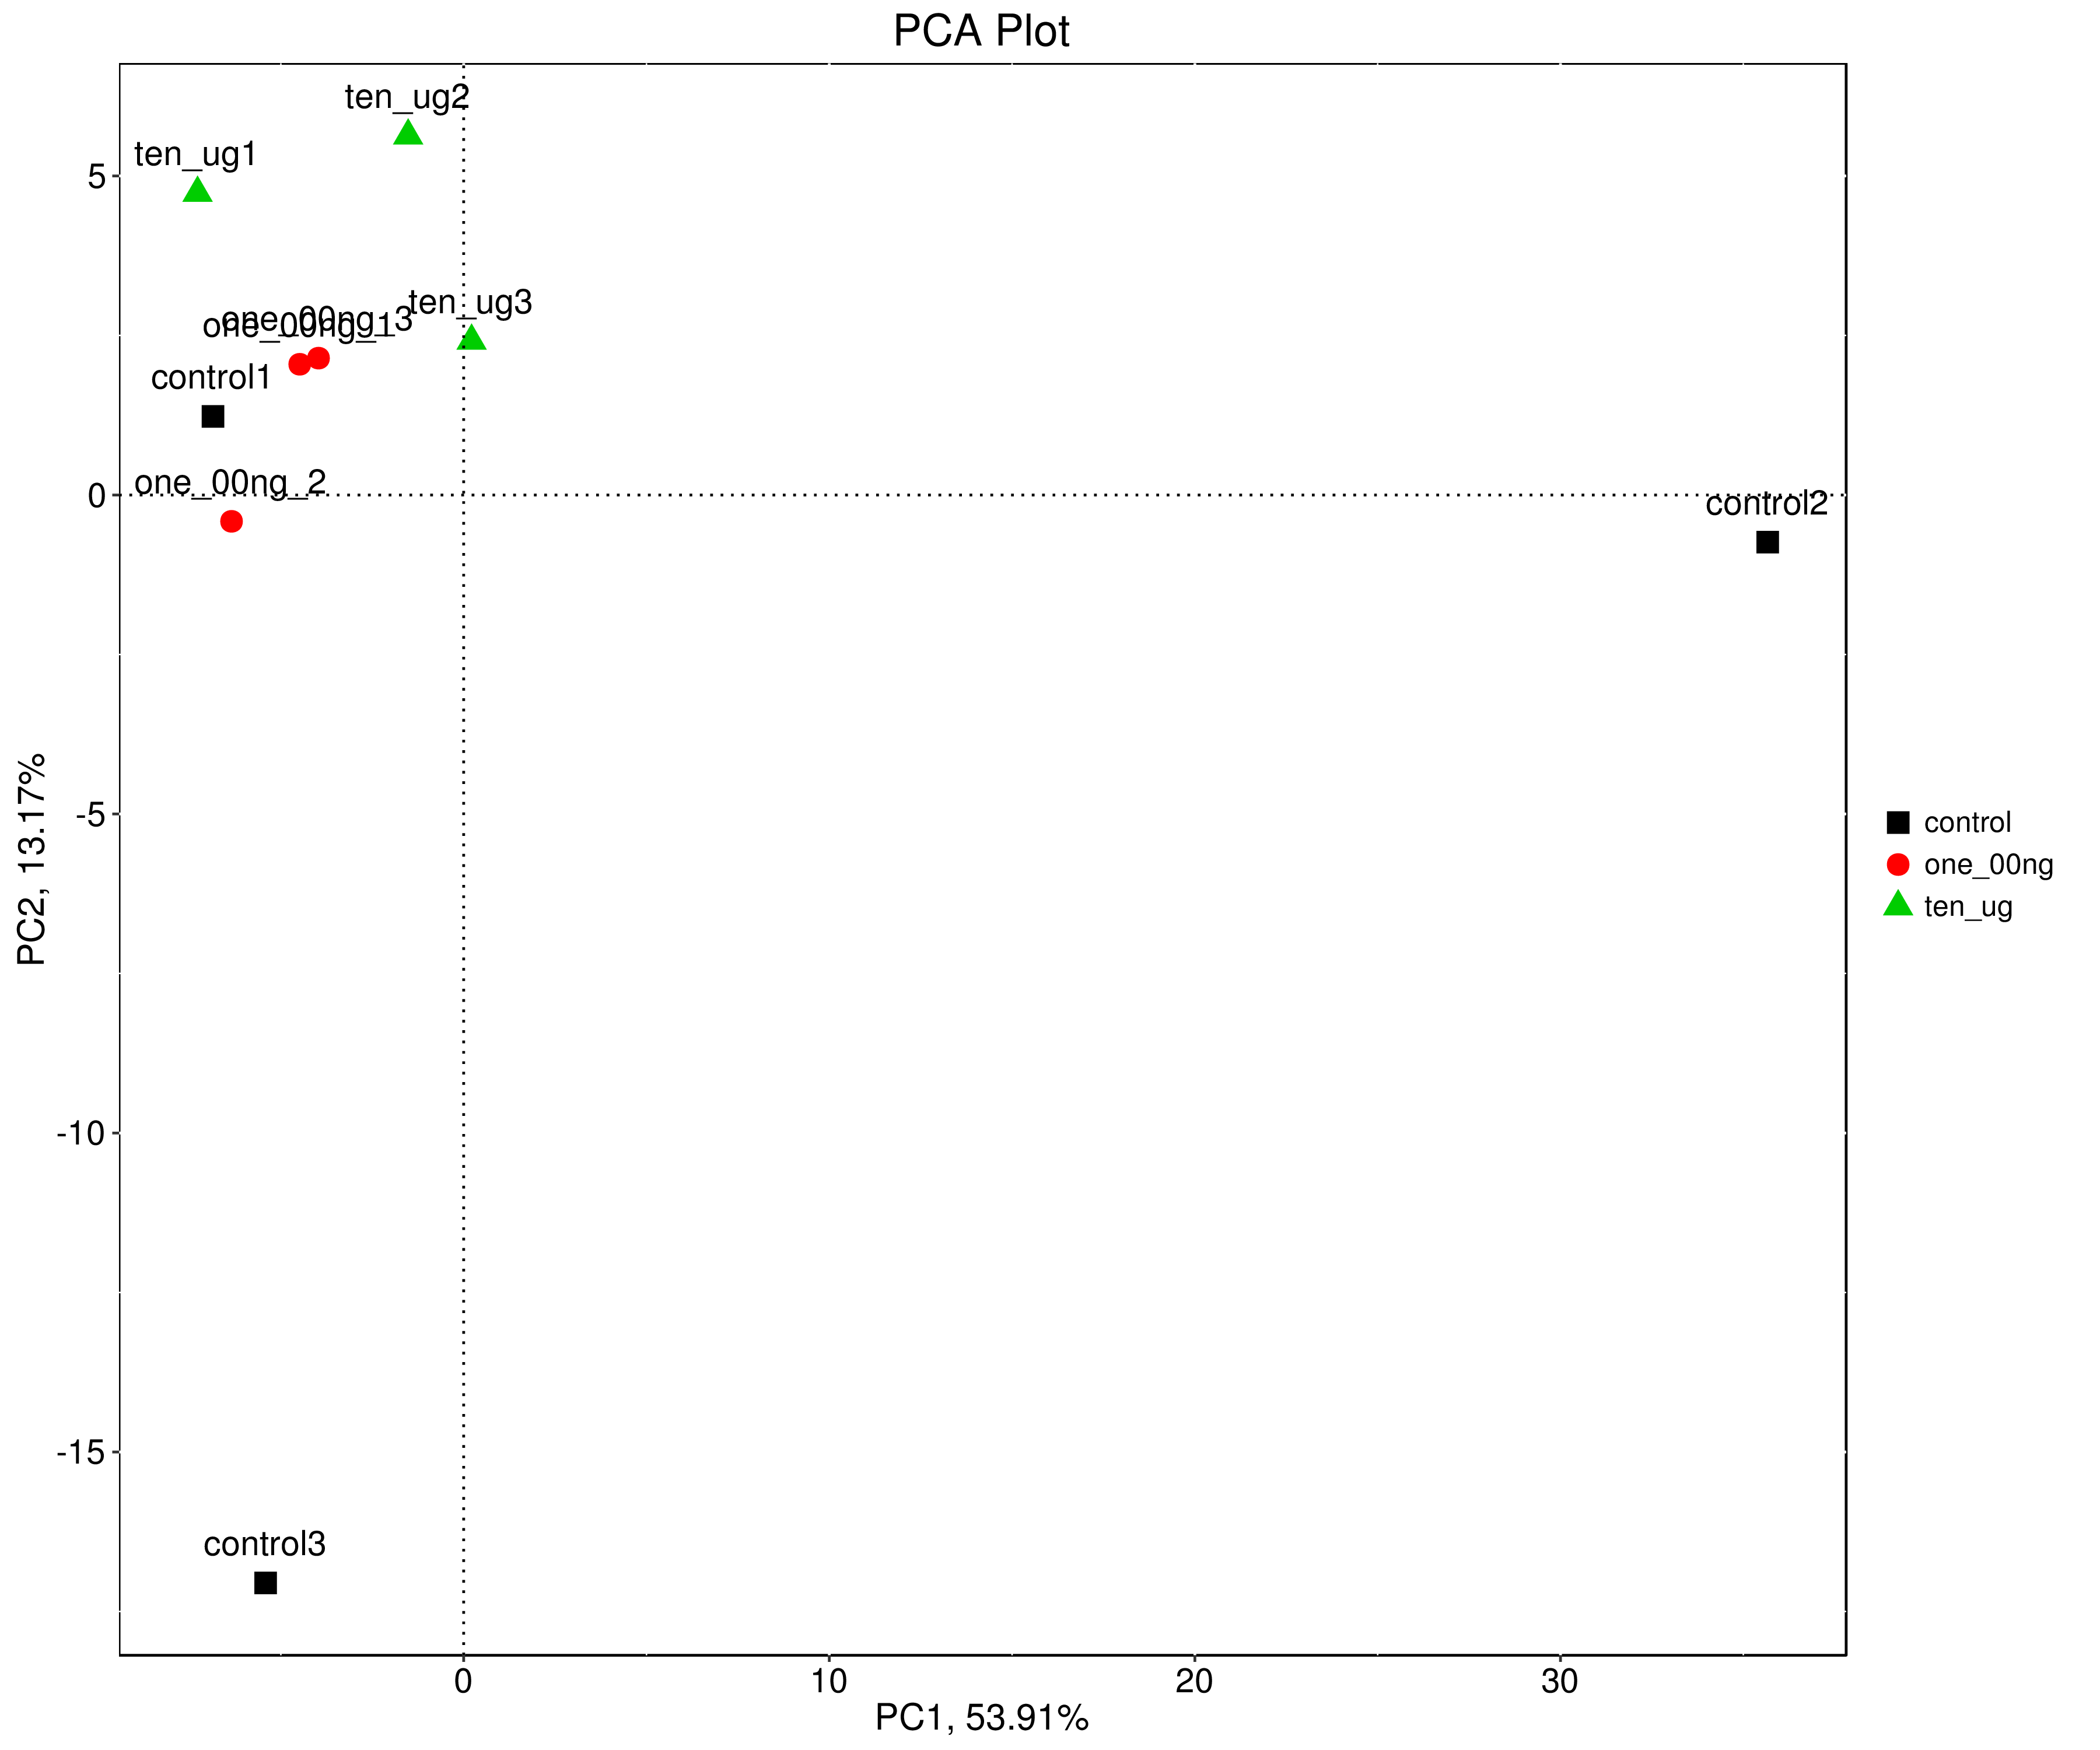 PCA Plot
ten_ug2
ten_ug1
5
ten_ug3
one_00ng_3
one_00ng_1
control1
one_00ng_2
0
control2
-5
-10
-15
control3
PC2, 13.17%
control
one_00ng
ten_ug
0 10 20 30
PC1, 53.91%